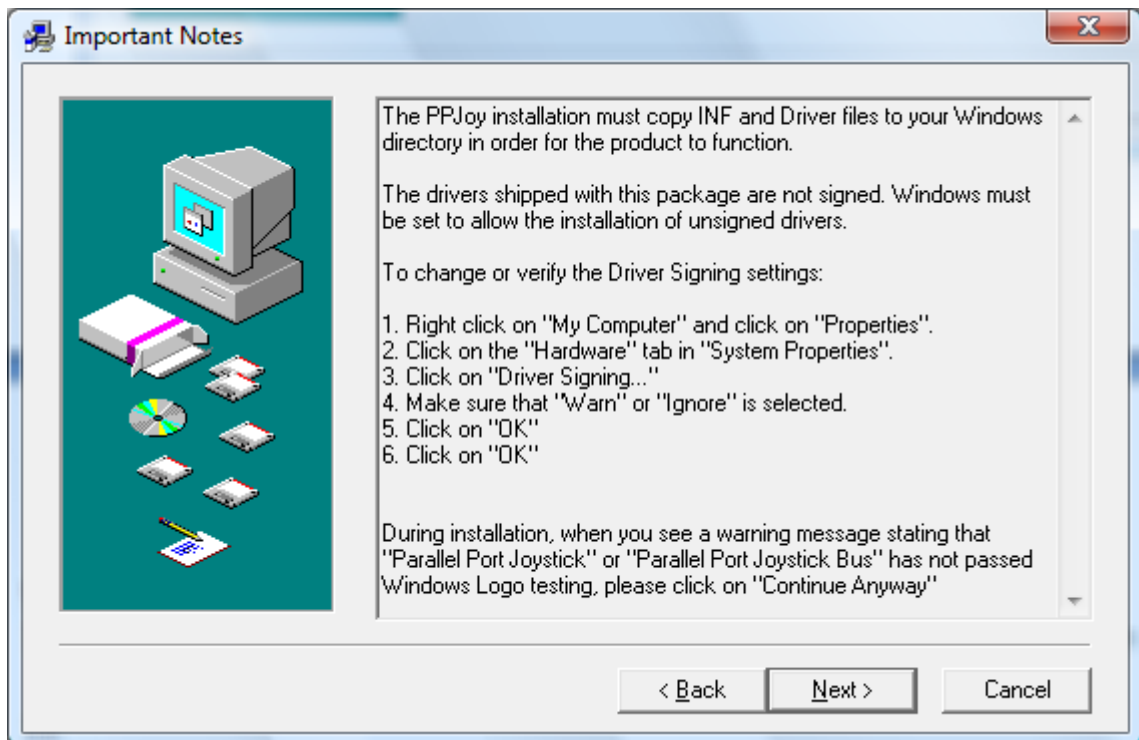 Important Notes
The PPJoy installation must copy INF and Driver files to your Windows
directory in order for the product to function.
The drivers shipped with this package are not signed. Windows must
be set to allow the installation of unsigned drivers.
To change or verify the Driver Signing settings:
1. Right click on "My Computer" and click on "Properties".
2. Click on the "Hardware" tab in "System Properties".
3. Click on "Driver Signing..."
4. Make sure that "Warn" or "Ignore" is selected.
5. Click on "OK"
6. Click on "OK"
During installation, when you see a warning message stating that
"Parallel Port Joystick" or "Parallel Port Joystick Bus" has not passed
Windows Logo testing, please click on "Continue Anyway"
< Back
Next >
Cancel